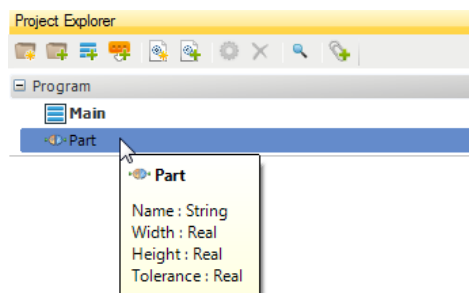 Project Explorer
Program
Main
Part
Part
Name : String
Width : Real
Height : Real
Tolerance : Real